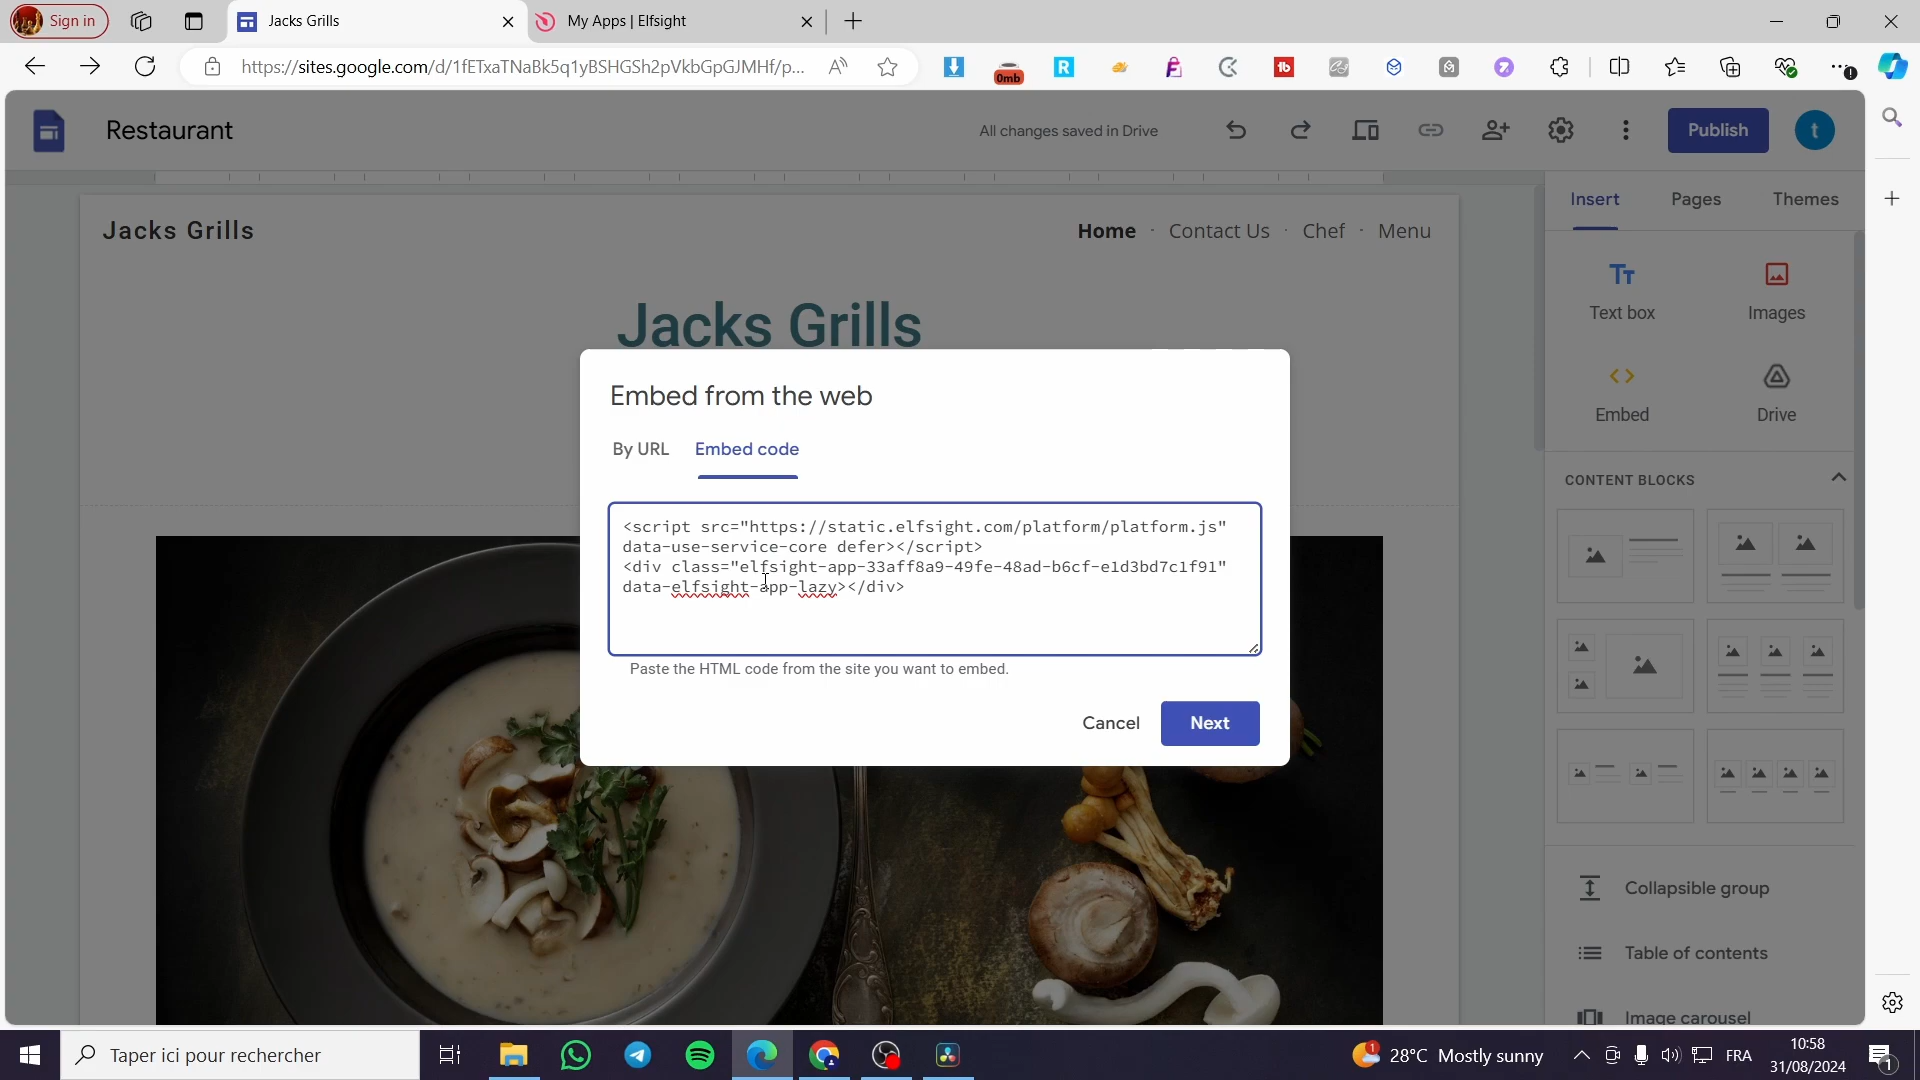 Sign in
Jacks Grills
My Apps | Elfsight
https://sites.google.com/d/1fETxaTNaBk5q1yBSHGSh2pVkbGpGJMHf/p...
0mb
Restaurant
All changes saved in Drive
Publish
t
Insert
Pages
Themes
Jacks Grills
Home · Contact Us · Chef · Menu
Jacks Grills
Text box
Images
Embed
Drive
CONTENT BLOCKS
Embed from the web
By URL
Embed code
<script src="https://static.elfsight.com/platform/platform.js"
data-use-service-core defer></script>
<div class="elfsight-app-33aff8a9-49fe-48ad-b6cf-e1d3bd7c1f91"
data-elfsight-app-lazy></div>
Paste the HTML code from the site you want to embed.
Cancel
Next
Collapsible group
Table of contents
Image carousel
Taper ici pour rechercher
1
28°C Mostly sunny
FRA
10:58
31/08/2024
1